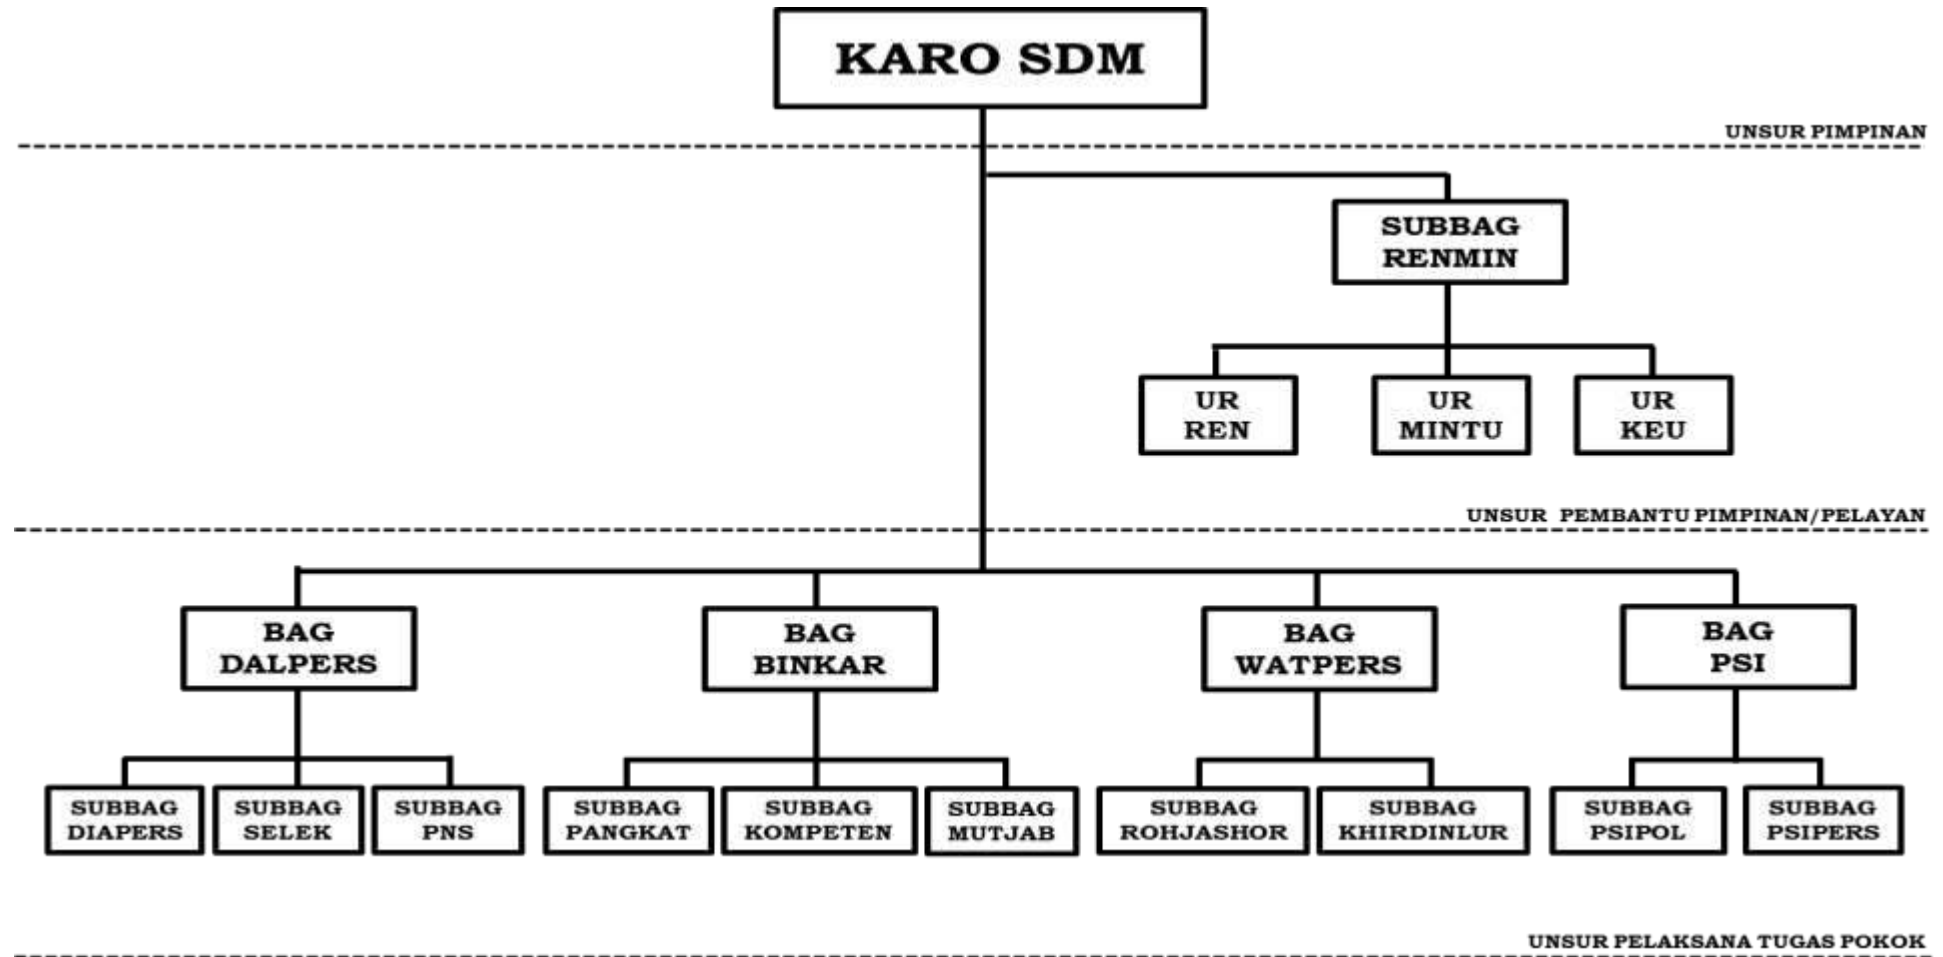 KARO SDM
UNSUR PIMPINAN
SUBBAG
RENMIN
UR
REN
UR
MINTU
UR
KEU
UNSUR PEMBANTU PIMPINAN/PELAYAN
BAG
DALPERS
BAG
BINKAR
BAG
WATPERS
BAG
PSI
SUBBAG
DIAPERS
SUBBAG
SELEK
SUBBAG
PNS
SUBBAG
PANGKAT
SUBBAG
KOMPETEN
SUBBAG
MUTJAB
SUBBAG
ROHJASHOR
SUBBAG
KHIRDINLUR
SUBBAG
PSIPOL
SUBBAG
PSIPERS
UNSUR PELAKSANA TUGAS POKOK